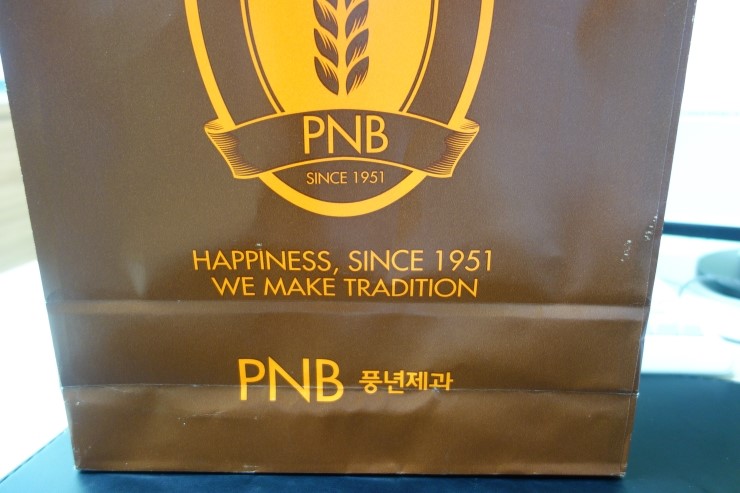 PNB
SINCE 1951
HAPPINESS, SINCE 1951
WE MAKE TRADITION
PNB 풍년제과